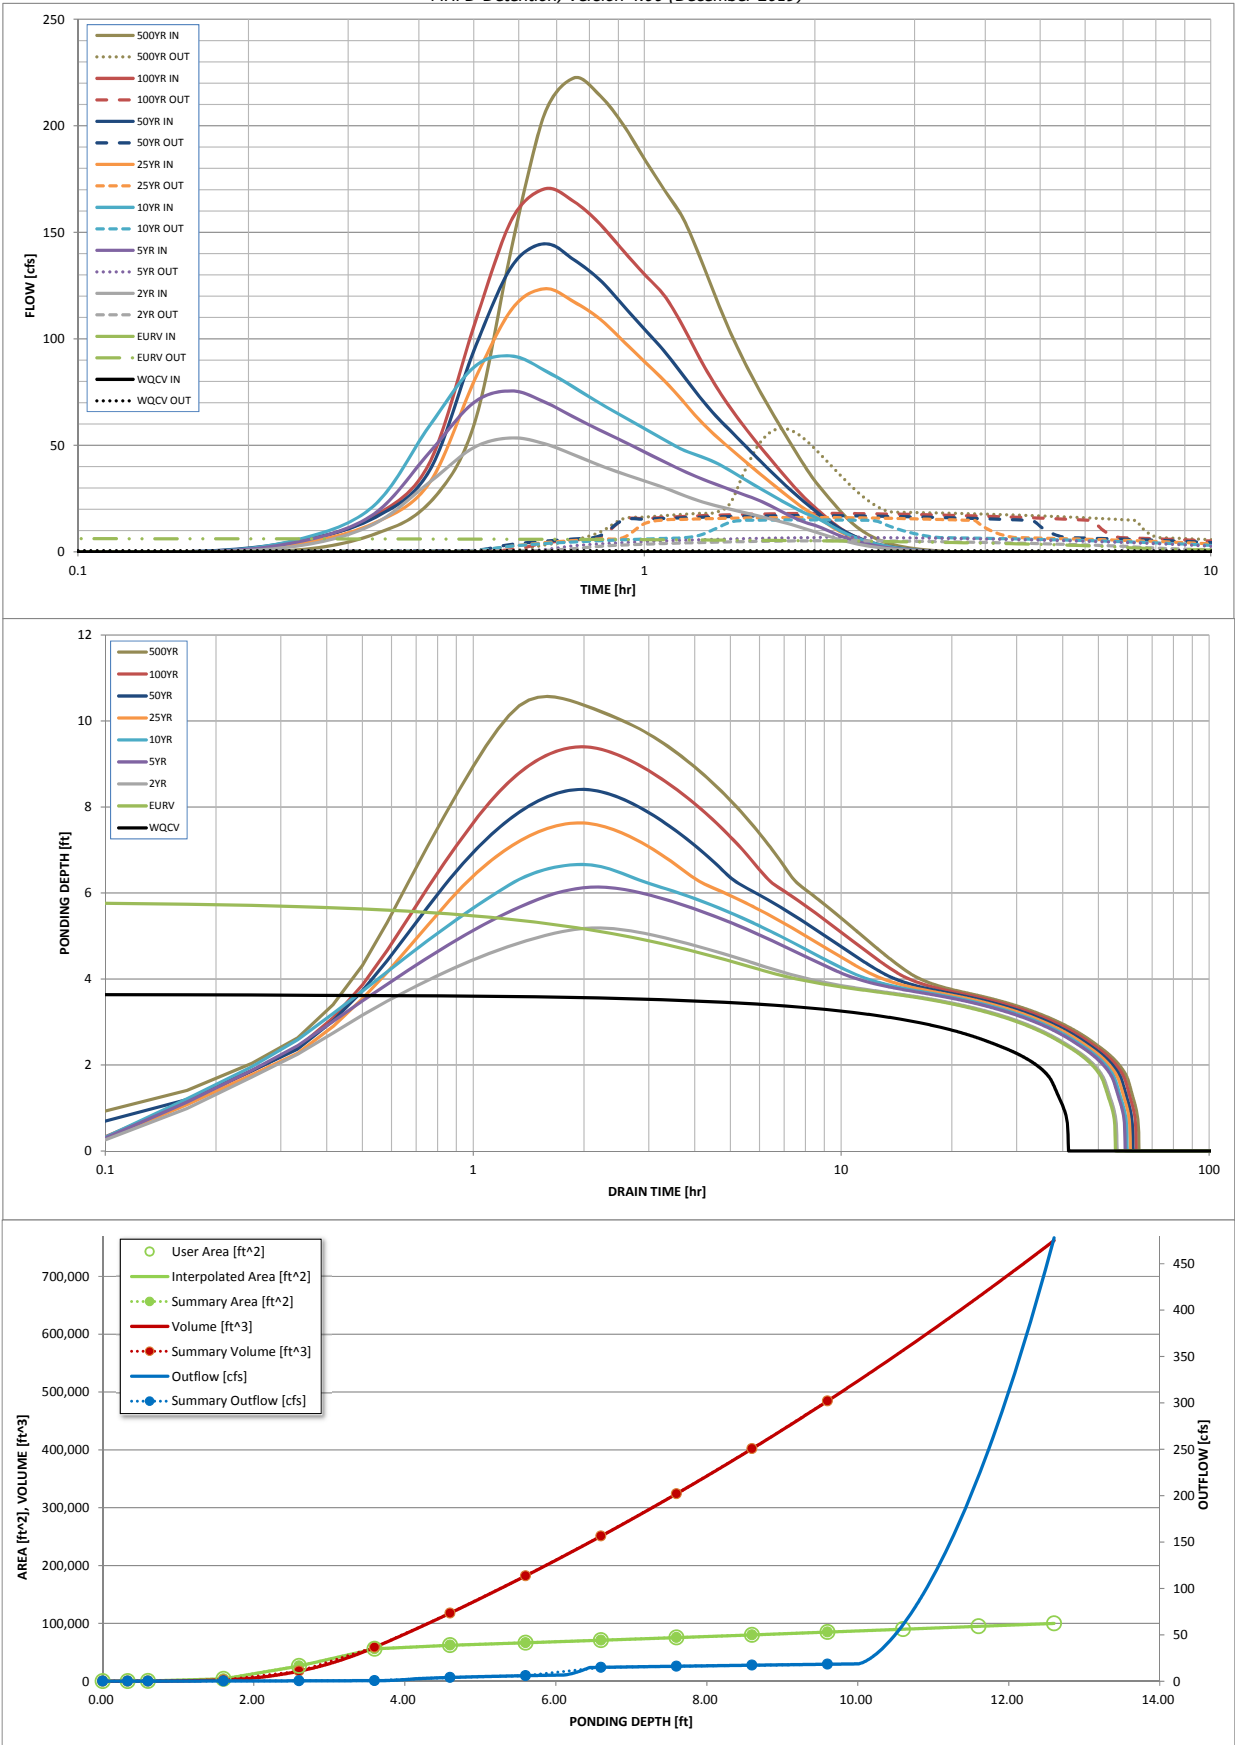 250
200
150
100
50
0
FLOW [cfs]
500YR IN
500YR OUT
100YR IN
100YR OUT
50YR IN
50YR OUT
25YR IN
25YR OUT
10YR IN
10YR OUT
5YR IN
5YR OUT
2YR IN
2YR OUT
EURV IN
EURV OUT
WQCV IN
WQCV OUT
0.1
1
10
TIME [hr]
12
10
8
6
4
2
0
PONDING DEPTH [ft]
500YR
100YR
50YR
25YR
10YR
5YR
2YR
EURV
WQCV
0.1
1
10
100
DRAIN TIME [hr]
User Area [ft^2]
Interpolated Area [ft^2]
Summary Area [ft^2]
Volume [ft^3]
Summary Volume [ft^3]
Outflow [cfs]
Summary Outflow [cfs]
700,000
600,000
500,000
400,000
300,000
200,000
100,000
0
AREA [ft^2], VOLUME [ft^3]
450
400
350
300
250
200
150
100
50
0
OUTFLOW [cfs]
0.00
2.00
4.00
6.00
8.00
10.00
12.00
14.00
PONDING DEPTH [ft]